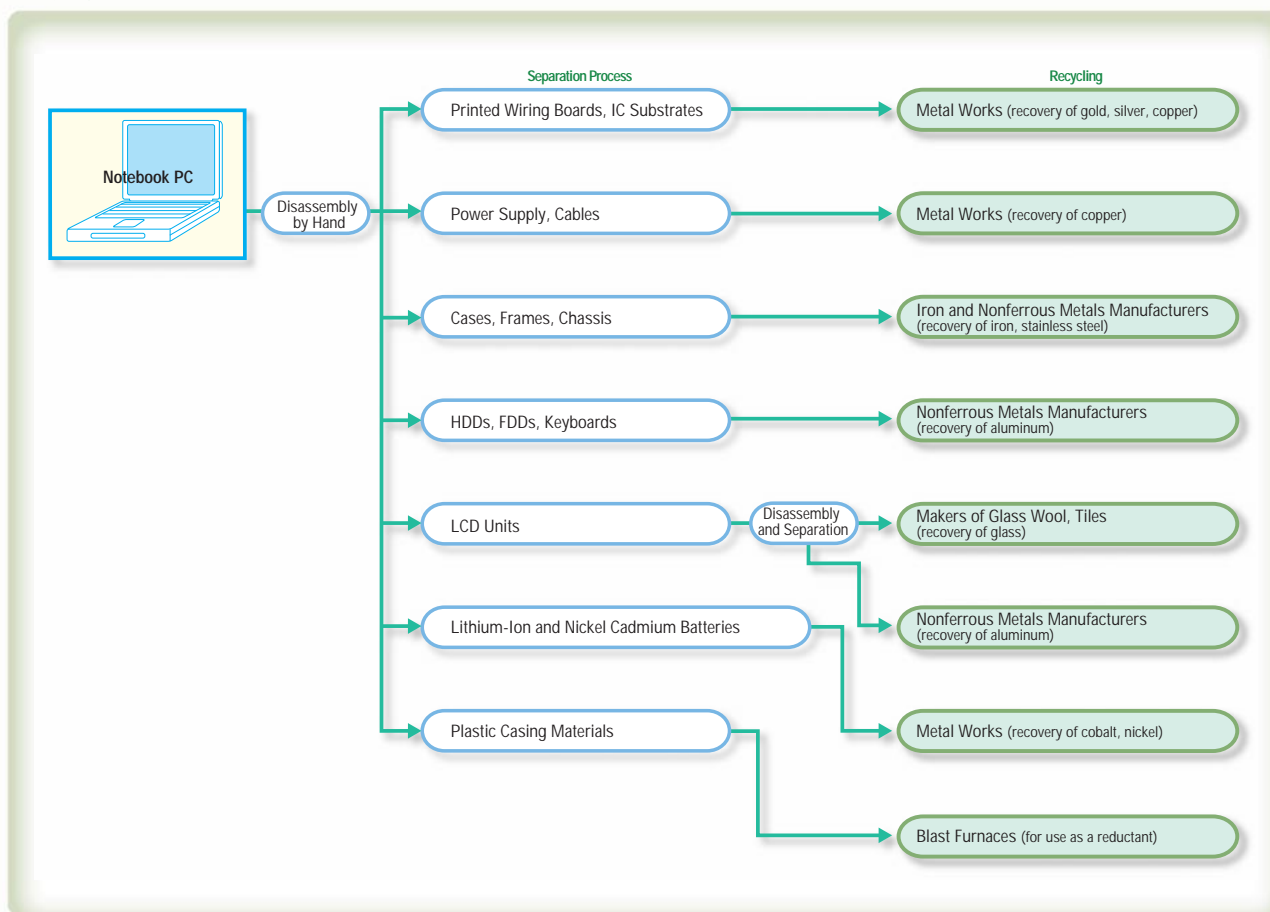 Separation Process
Recycling
Notebook PC
Disassembly
by Hand
Printed Wiring Boards, IC Substrates
Metal Works (recovery of gold, silver, copper)
Power Supply, Cables
Metal Works (recovery of copper)
Cases, Frames, Chassis
Iron and Nonferrous Metals Manufacturers
(recovery of iron, stainless steel)
HDDs, FDDs, Keyboards
Nonferrous Metals Manufacturers
(recovery of aluminum)
LCD Units
Disassembly
and Separation
Makers of Glass Wool, Tiles
(recovery of glass)
Nonferrous Metals Manufacturers
(recovery of aluminum)
Lithium-Ion and Nickel Cadmium Batteries
Metal Works (recovery of cobalt, nickel)
Plastic Casing Materials
Blast Furnaces (for use as a reductant)